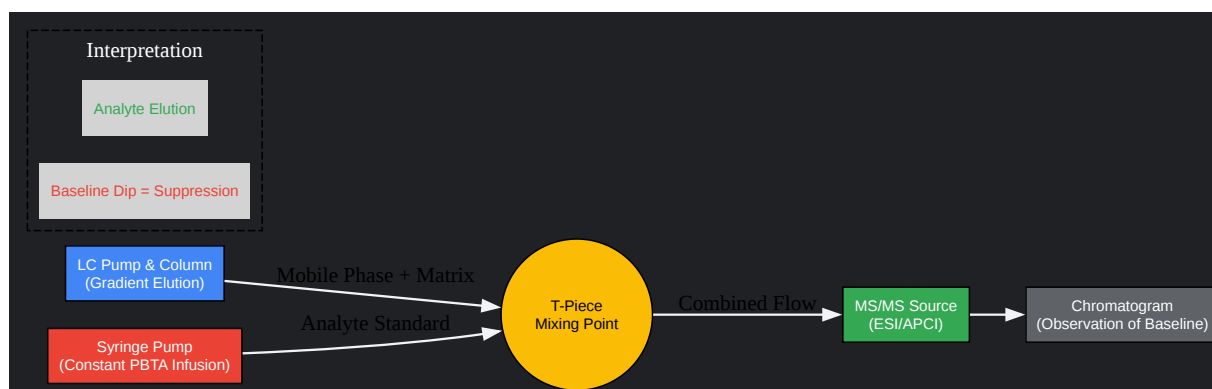 Interpretation
Analyte Elution
Baseline Dip = Suppression
LC Pump & Column
(Gradient Elution)
Mobile Phase + Matrix
Syringe Pump
(Constant PBTA Infusion)
Analyte Standard
T-Piece
Mixing Point
Combined Flow
MS/MS Source
(ESI/APCI)
Chromatogram
(Observation of Baseline)